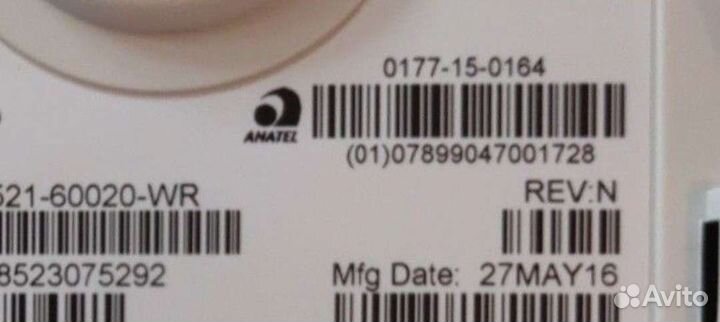 0177-15-0164
ANATEL
(01)07899047001728
521-60020-WR
REV:N
8523075292
Mfg Date: 27MAY16
Avito